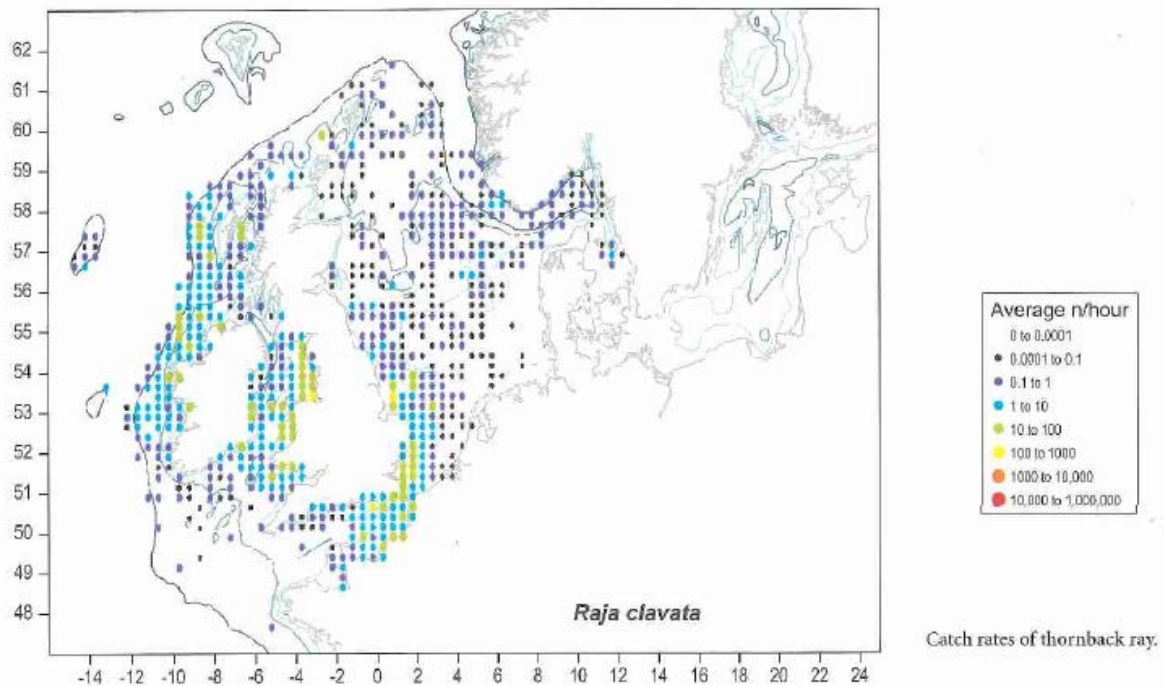 62
61
60
59
58
57
56
55
54
53
52
51
50
49
48
Raja clavata
-14 -12 -10 -8 -6 -4 -2 0 2 4 6 8 10 12 14 16 18 20 22 24
Average n/hour
0 to 0.0001
0.0001 to 0.1
0.1 to 1
1 to 10
10 to 100
100 to 1000
1000 to 10,000
10,000 to 1,000,000
Catch rates of thornback ray.